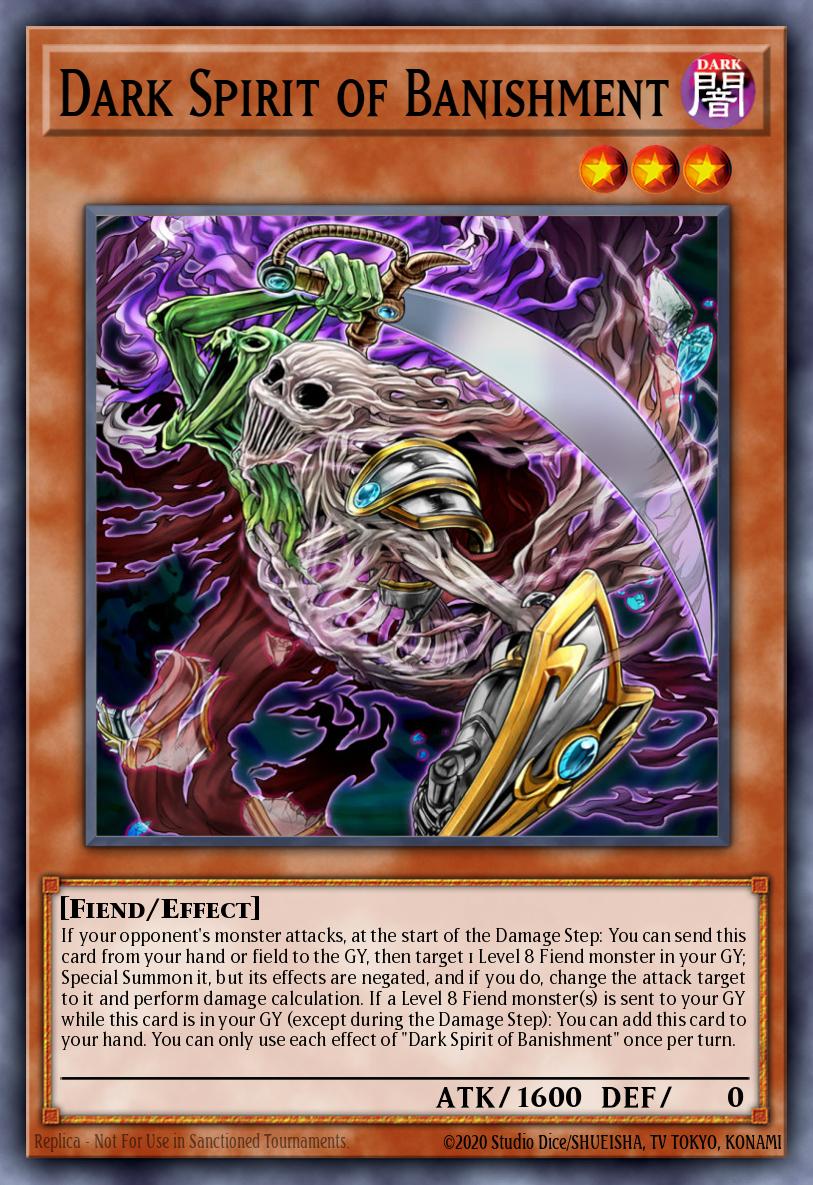 Dark Spirit of Banishment
DARK
闇
[Fiend/Effect]
If your opponent's monster attacks, at the start of the Damage Step: You can send this
card from your hand or field to the GY, then target 1 Level 8 Fiend monster in your GY;
Special Summon it, but its effects are negated, and if you do, change the attack target
to it and perform damage calculation. If a Level 8 Fiend monster(s) is sent to your GY
while this card is in your GY (except during the Damage Step): You can add this card to
your hand. You can only use each effect of "Dark Spirit of Banishment" once per turn.
ATK/1600 DEF/ 0
Replica - Not For Use in Sanctioned Tournaments.
©2020 Studio Dice/SHUEISHA, TV TOKYO, KONAMI